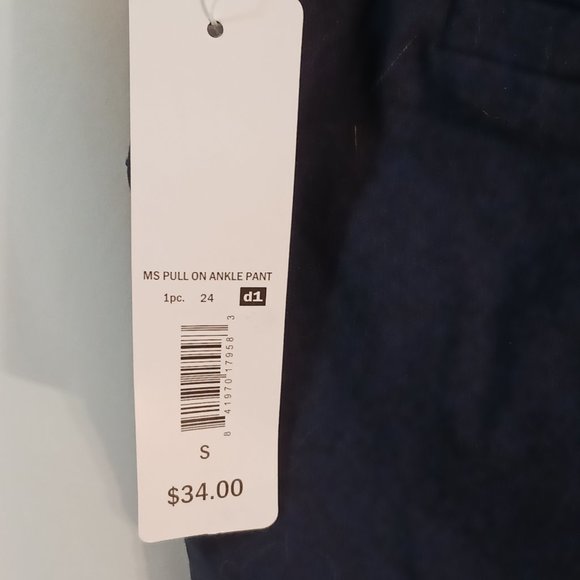 MS PULL ON ANKLE PANT
1pc. 24 d1
8 41970 17958 3
S
$34.00